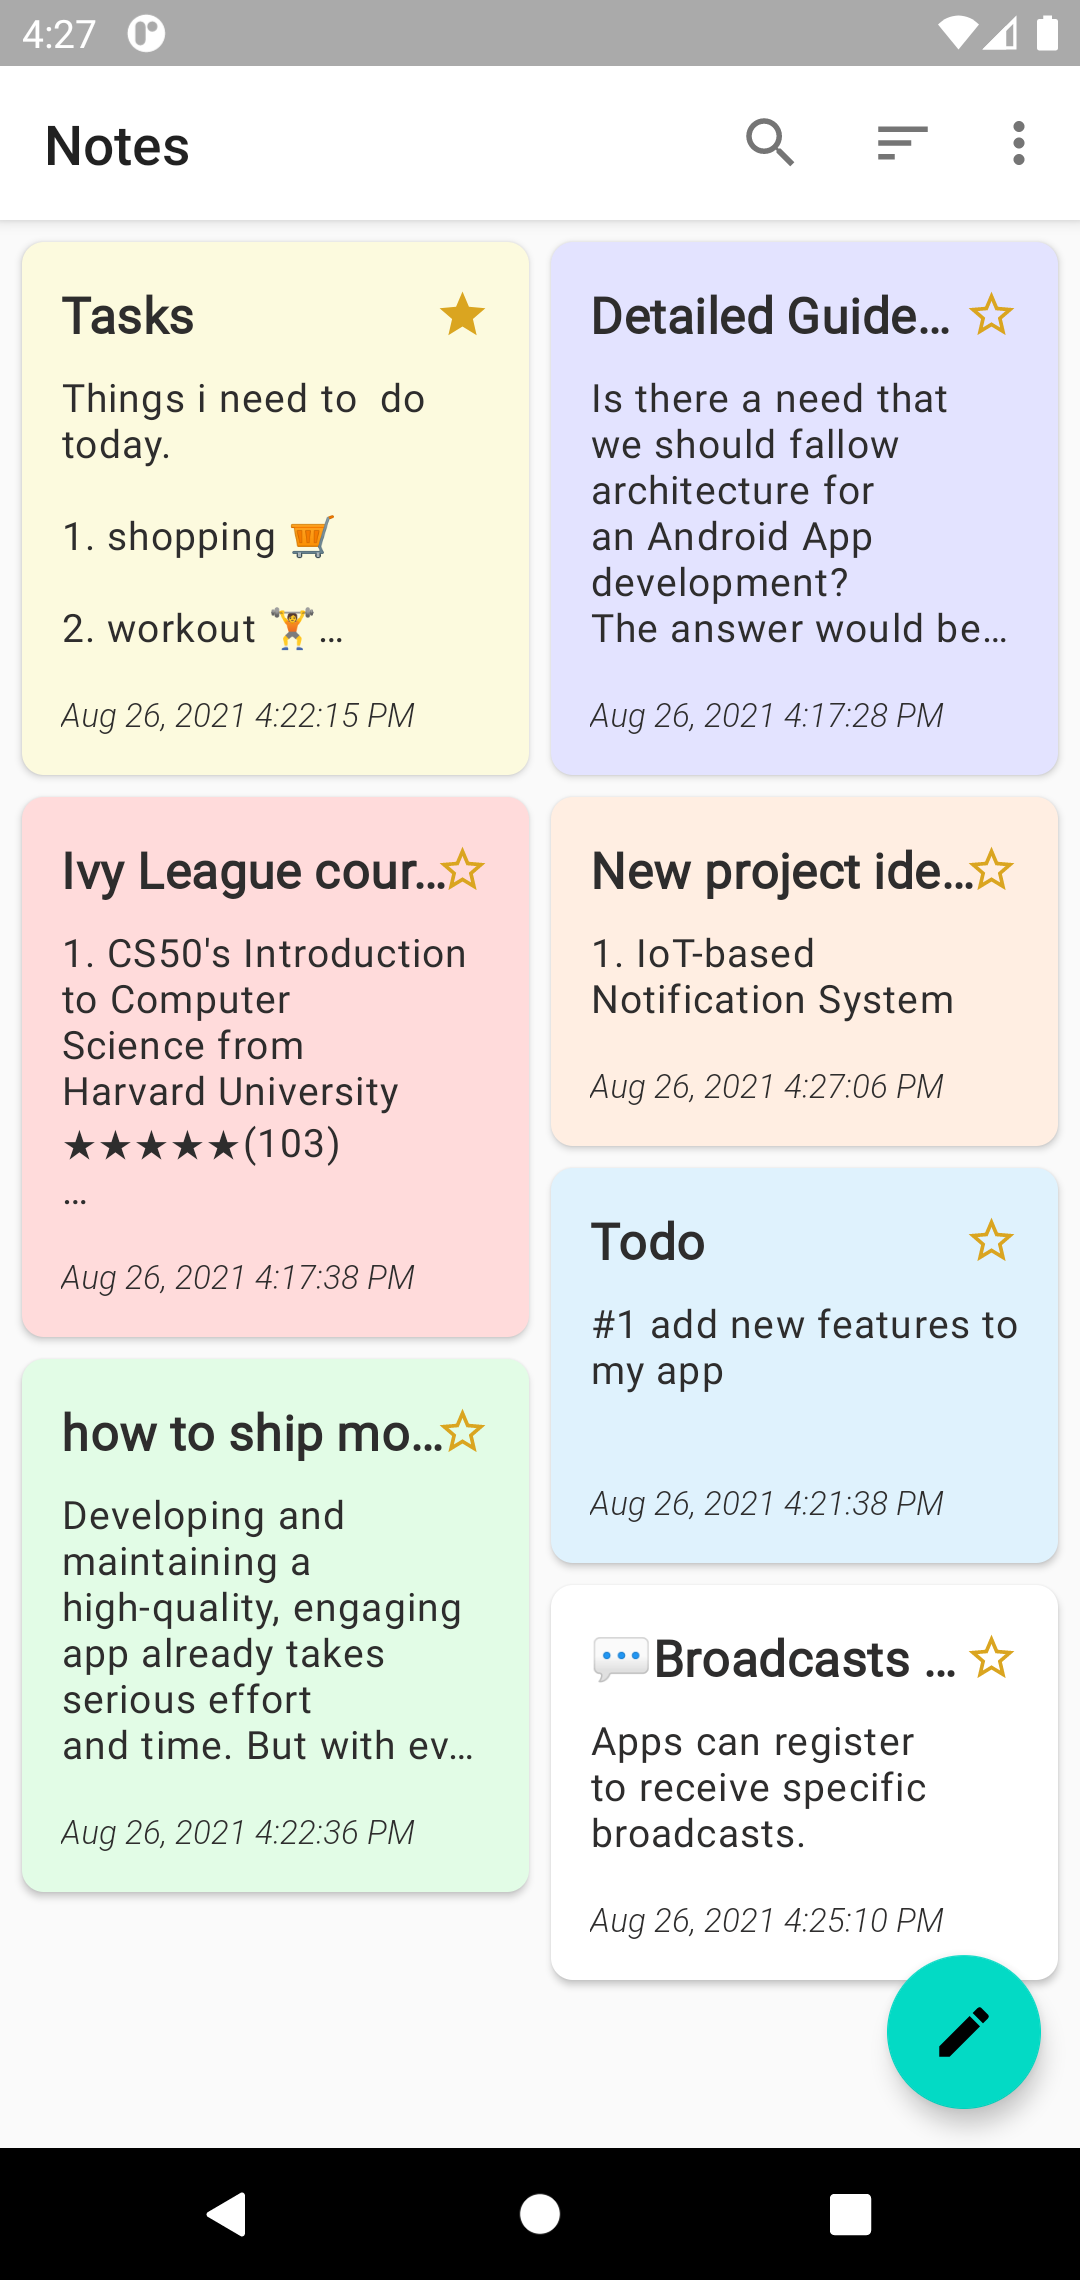 4:27
Notes
Tasks
Things i need to  do
today.
1. shopping 🛒
2. workout 🏋…
Aug 26, 2021 4:22:15 PM
Detailed Guide…
Is there a need that
we should fallow
architecture for
an Android App
development?
The answer would be…
Aug 26, 2021 4:17:28 PM
Ivy League cour…
1. CS50's Introduction
to Computer
Science from
Harvard University
★★★★★(103)
…
Aug 26, 2021 4:17:38 PM
New project ide…
1. IoT-based
Notification System
Aug 26, 2021 4:27:06 PM
Todo
#1 add new features to
my app
Aug 26, 2021 4:21:38 PM
how to ship mo…
Developing and
maintaining a
high-quality, engaging
app already takes
serious effort
and time. But with ev…
Aug 26, 2021 4:22:36 PM
💬Broadcasts …
Apps can register
to receive specific
broadcasts.
Aug 26, 2021 4:25:10 PM